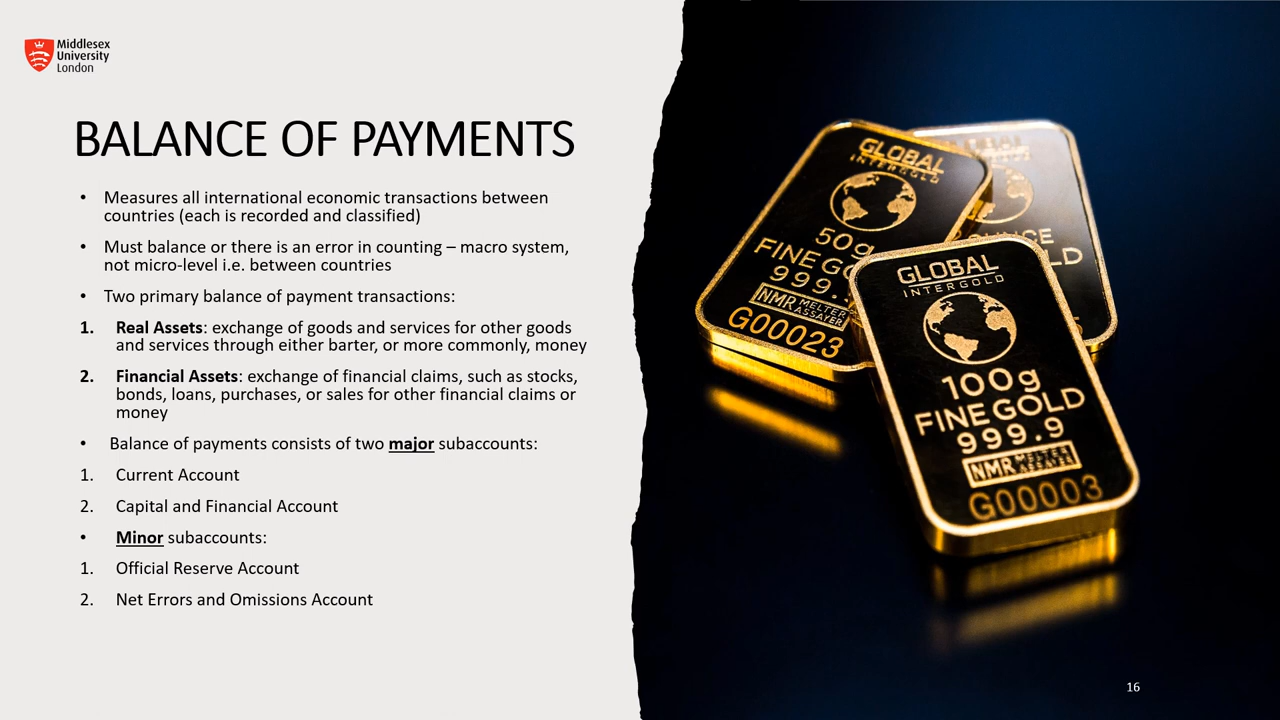 Middlesex
University
London
BALANCE OF PAYMENTS
• Measures all international economic transactions between
countries (each is recorded and classified)
• Must balance or there is an error in counting – macro system,
not micro-level i.e. between countries
• Two primary balance of payment transactions:
1. Real Assets: exchange of goods and services for other goods
and services through either barter, or more commonly, money
2. Financial Assets: exchange of financial claims, such as stocks,
bonds, loans, purchases, or sales for other financial claims or
money
• Balance of payments consists of two major subaccounts:
1. Current Account
2. Capital and Financial Account
• Minor subaccounts:
1. Official Reserve Account
2. Net Errors and Omissions Account
GLOBAL
INTERGOLD
50g
FINE GO
999.
NMR MELTER
ASSAYER
G00023
OUNCE
LD
GLOBAL
INTERGOLD
100g
FINE GOLD
999.9
NMR MELTER
ASSAYER
G00003
16